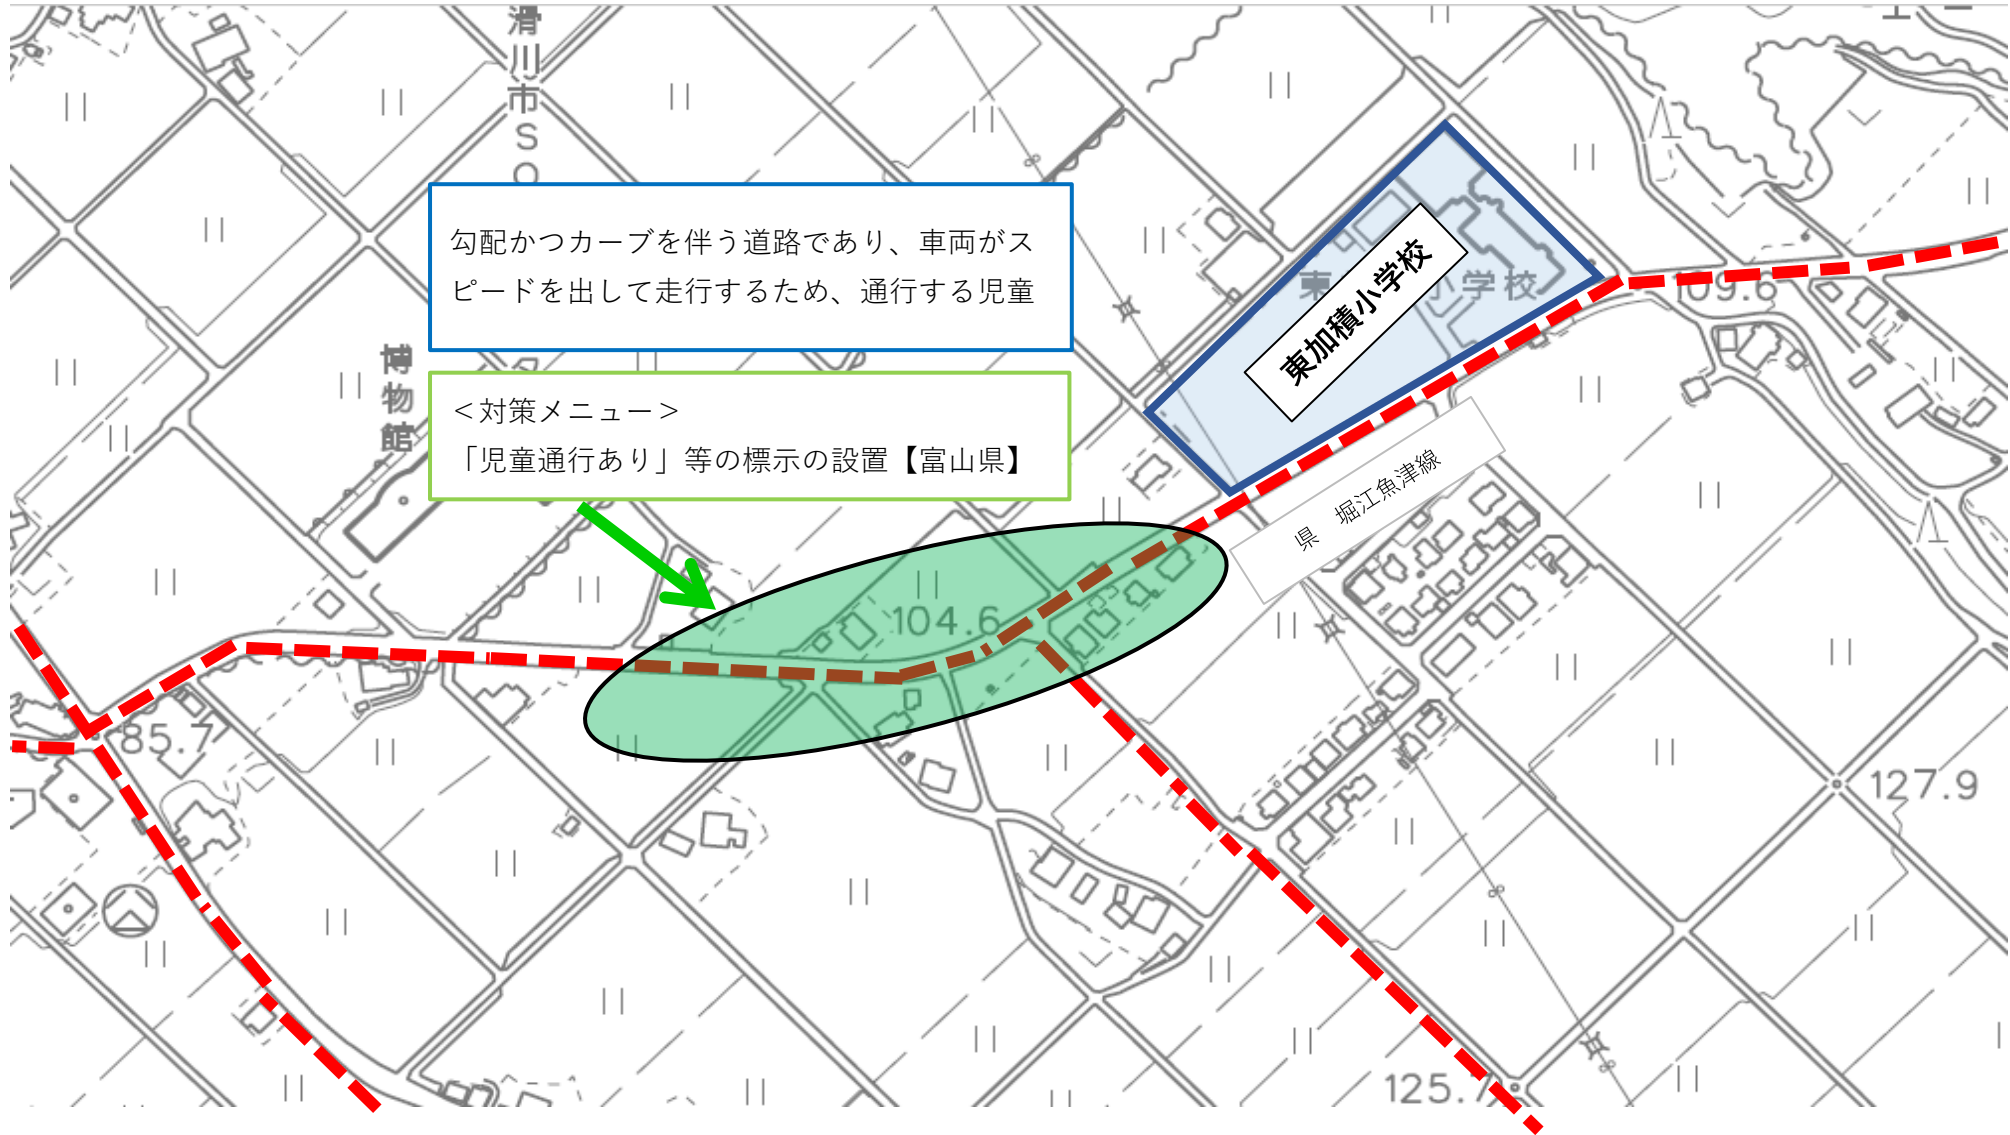 滑川市SO
勾配かつカーブを伴う道路であり、車両がス
ピードを出して走行するため、通行する児童
＜対策メニュー＞
「児童通行あり」等の標示の設置【富山県】
博物館
東 小学校
東加積小学校
109.6
県　堀江魚津線
104.6
85.7
127.9
125.7